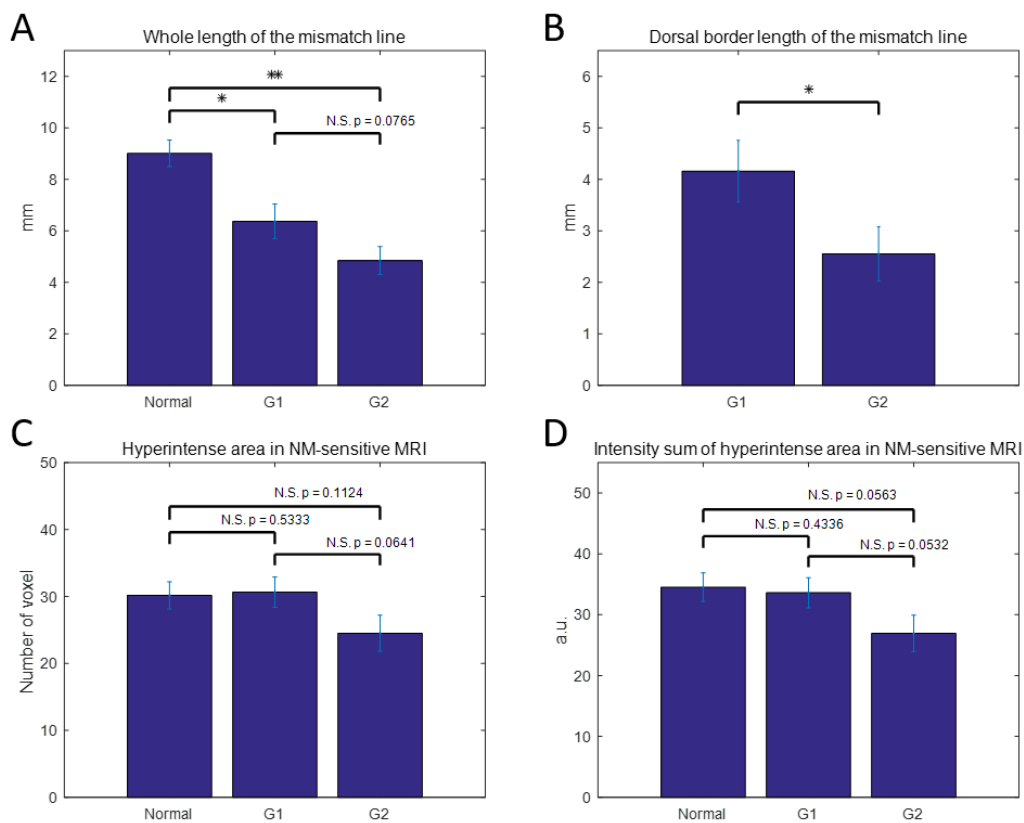 A
Whole length of the mismatch line
12
10
8
6
4
2
0
mm
**
*
N.S. p = 0.0765
Normal G1 G2
B
Dorsal border length of the mismatch line
6
5
4
3
2
1
0
mm
*
G1 G2
C
Hyperintense area in NM-sensitive MRI
50
40
30
20
10
0
Number of voxel
N.S. p = 0.1124
N.S. p = 0.5333
N.S. p = 0.0641
Normal G1 G2
D
Intensity sum of hyperintense area in NM-sensitive MRI
50
40
30
20
10
0
a.u.
N.S. p = 0.0563
N.S. p = 0.4336
N.S. p = 0.0532
Normal G1 G2